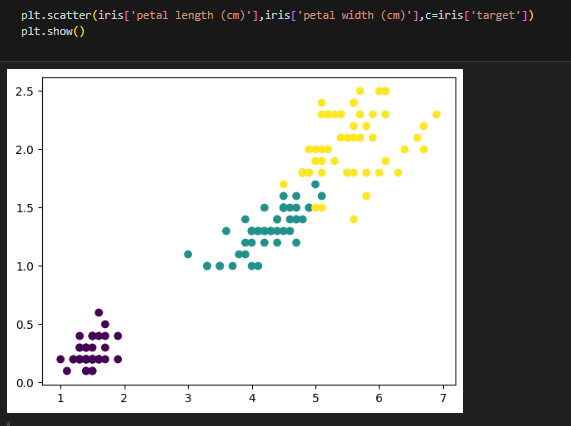 plt.scatter(iris['petal length (cm)'],iris['petal width (cm)'],c=iris['target'])
plt.show()
2.5
2.0
1.5
1.0
0.5
0.0
1 2 3 4 5 6 7